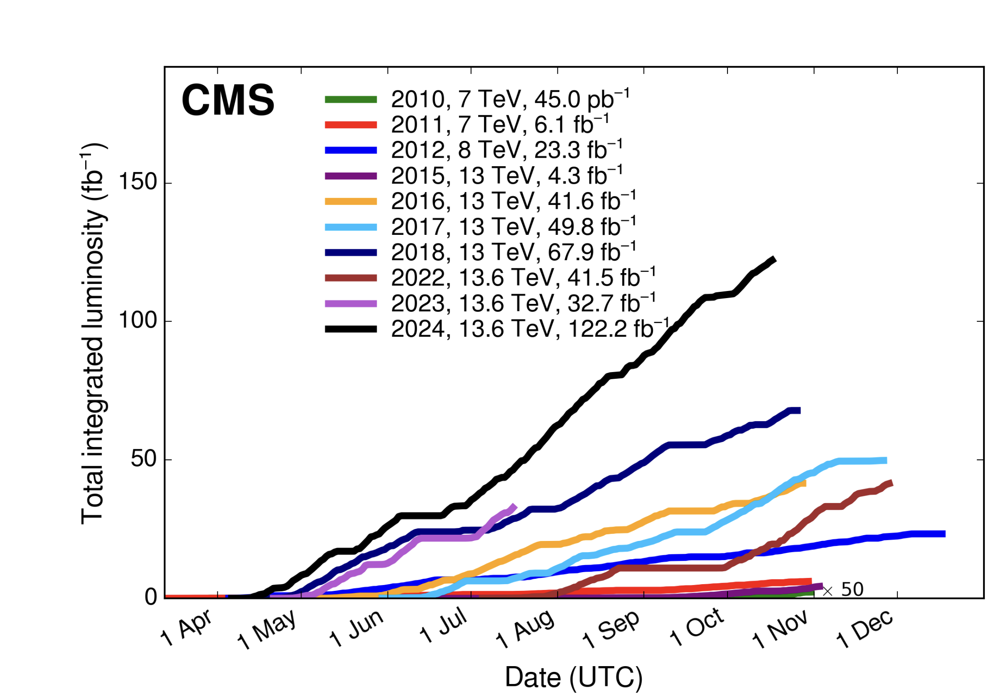 CMS
2010, 7 TeV, 45.0 pb⁻¹
2011, 7 TeV, 6.1 fb⁻¹
2012, 8 TeV, 23.3 fb⁻¹
2015, 13 TeV, 4.3 fb⁻¹
2016, 13 TeV, 41.6 fb⁻¹
2017, 13 TeV, 49.8 fb⁻¹
2018, 13 TeV, 67.9 fb⁻¹
2022, 13.6 TeV, 41.5 fb⁻¹
2023, 13.6 TeV, 32.7 fb⁻¹
2024, 13.6 TeV, 122.2 fb⁻¹
Total integrated luminosity (fb⁻¹)
150
100
50
0
× 50
1 Apr
1 May
1 Jun
1 Jul
1 Aug
1 Sep
1 Oct
1 Nov
1 Dec
Date (UTC)